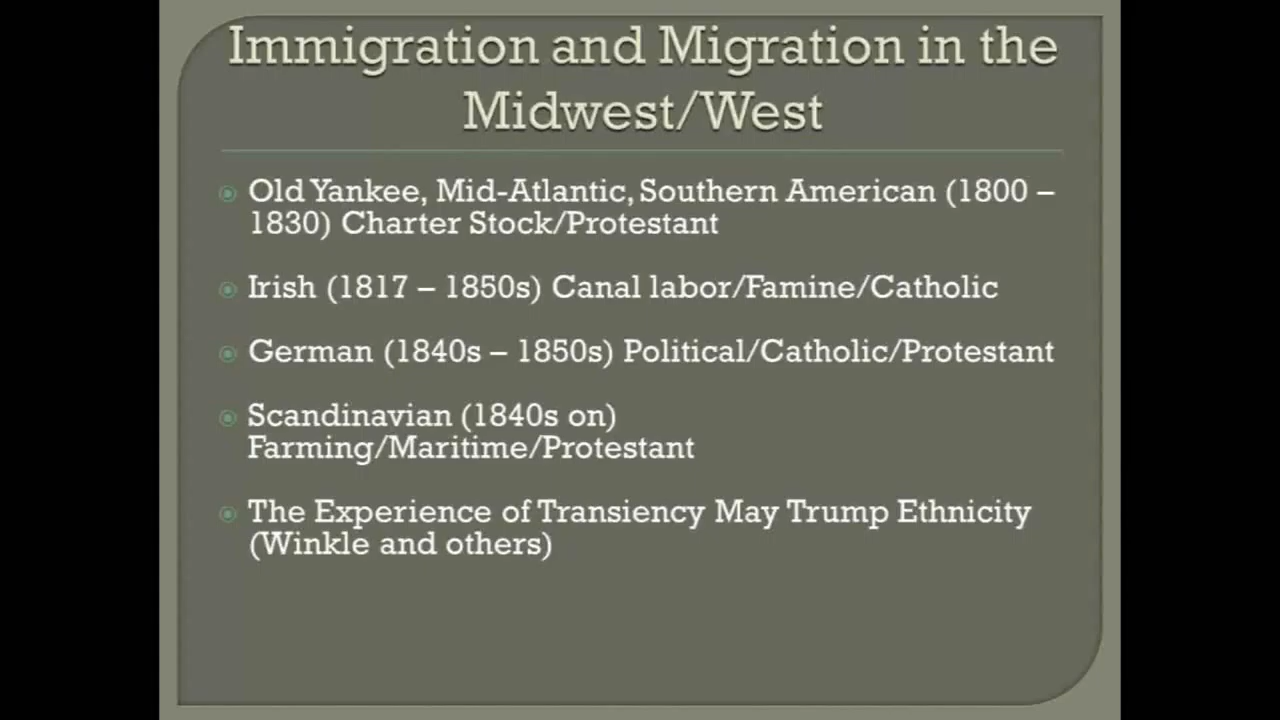 Immigration and Migration in the
Midwest/West
Old Yankee, Mid-Atlantic, Southern American (1800 –
1830) Charter Stock/Protestant
Irish (1817 – 1850s) Canal labor/Famine/Catholic
German (1840s – 1850s) Political/Catholic/Protestant
Scandinavian (1840s on)
Farming/Maritime/Protestant
The Experience of Transiency May Trump Ethnicity
(Winkle and others)